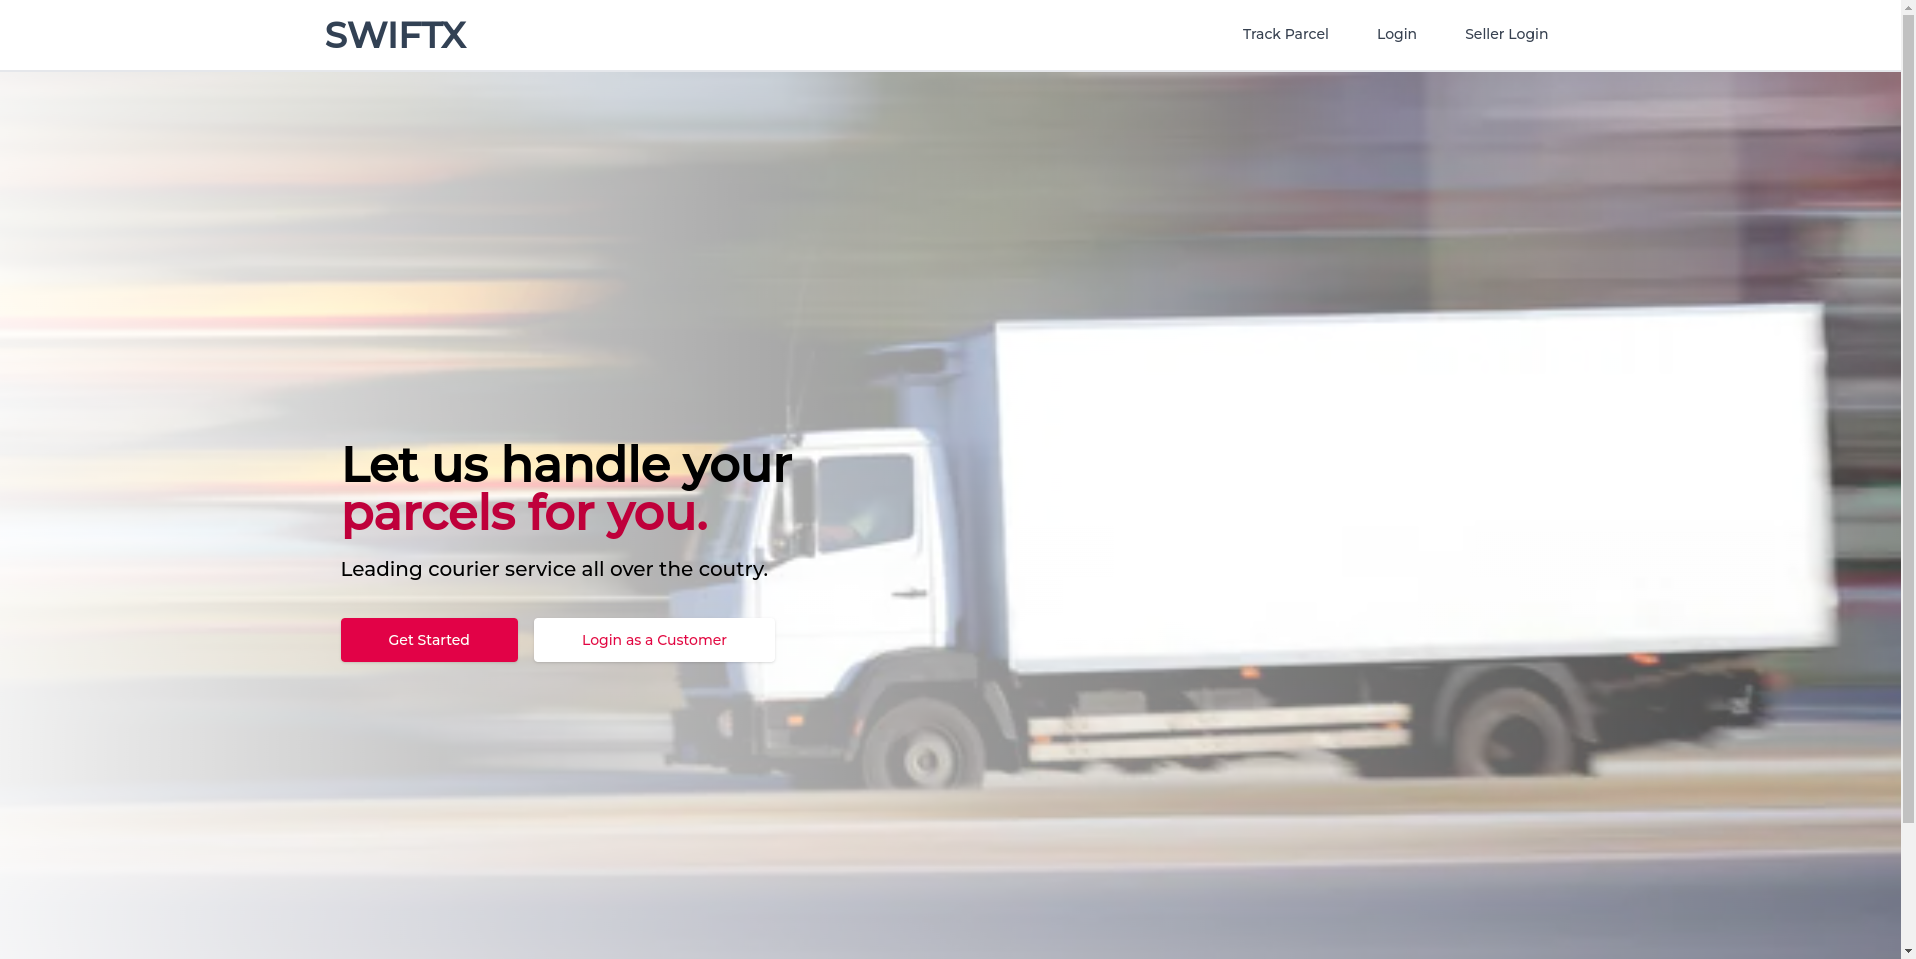 SWIFTX
Track Parcel
Login
Seller Login
Let us handle your
parcels for you.
Leading courier service all over the coutry.
Get Started
Login as a Customer